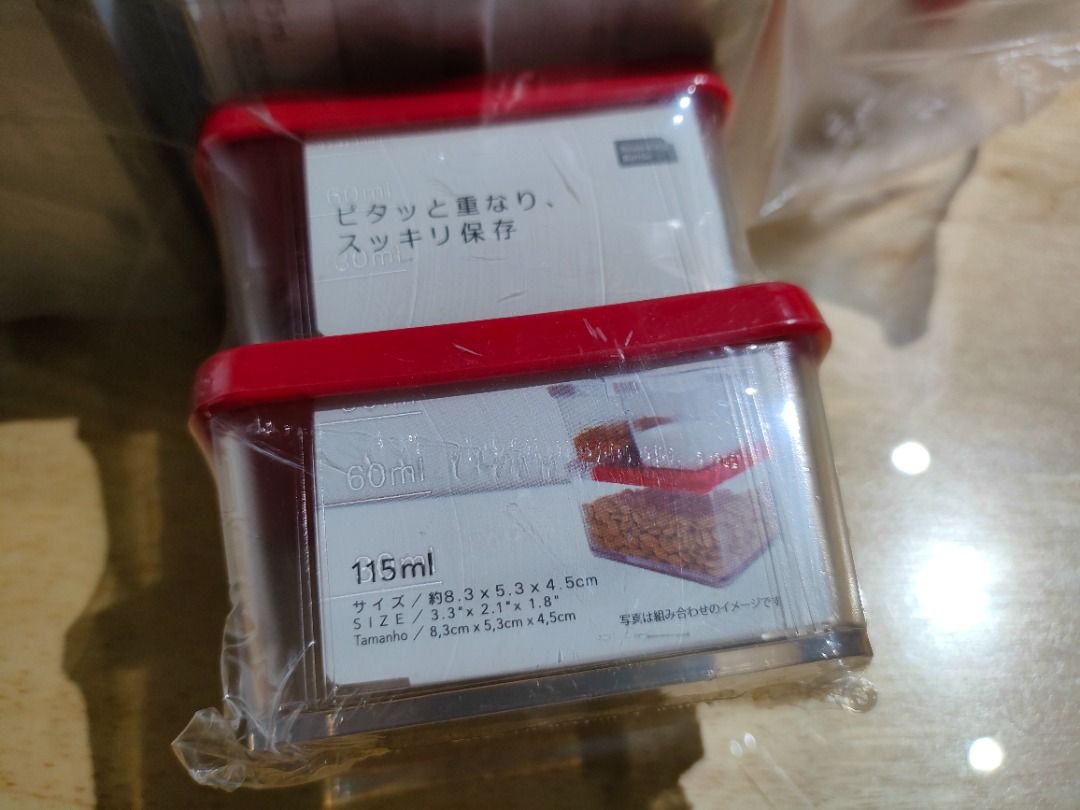 60ml
ピタッと重なり、
スッキリ保存
30ml
60ml
115ml
サイズ / 約8.3 x 5.3 x 4.5cm
SIZE / 3.3"x 2.1"x 1.8"
Tamanho / 8,3cm x 5,3cm x 4,5cm
写真は組み合わせのイメージです